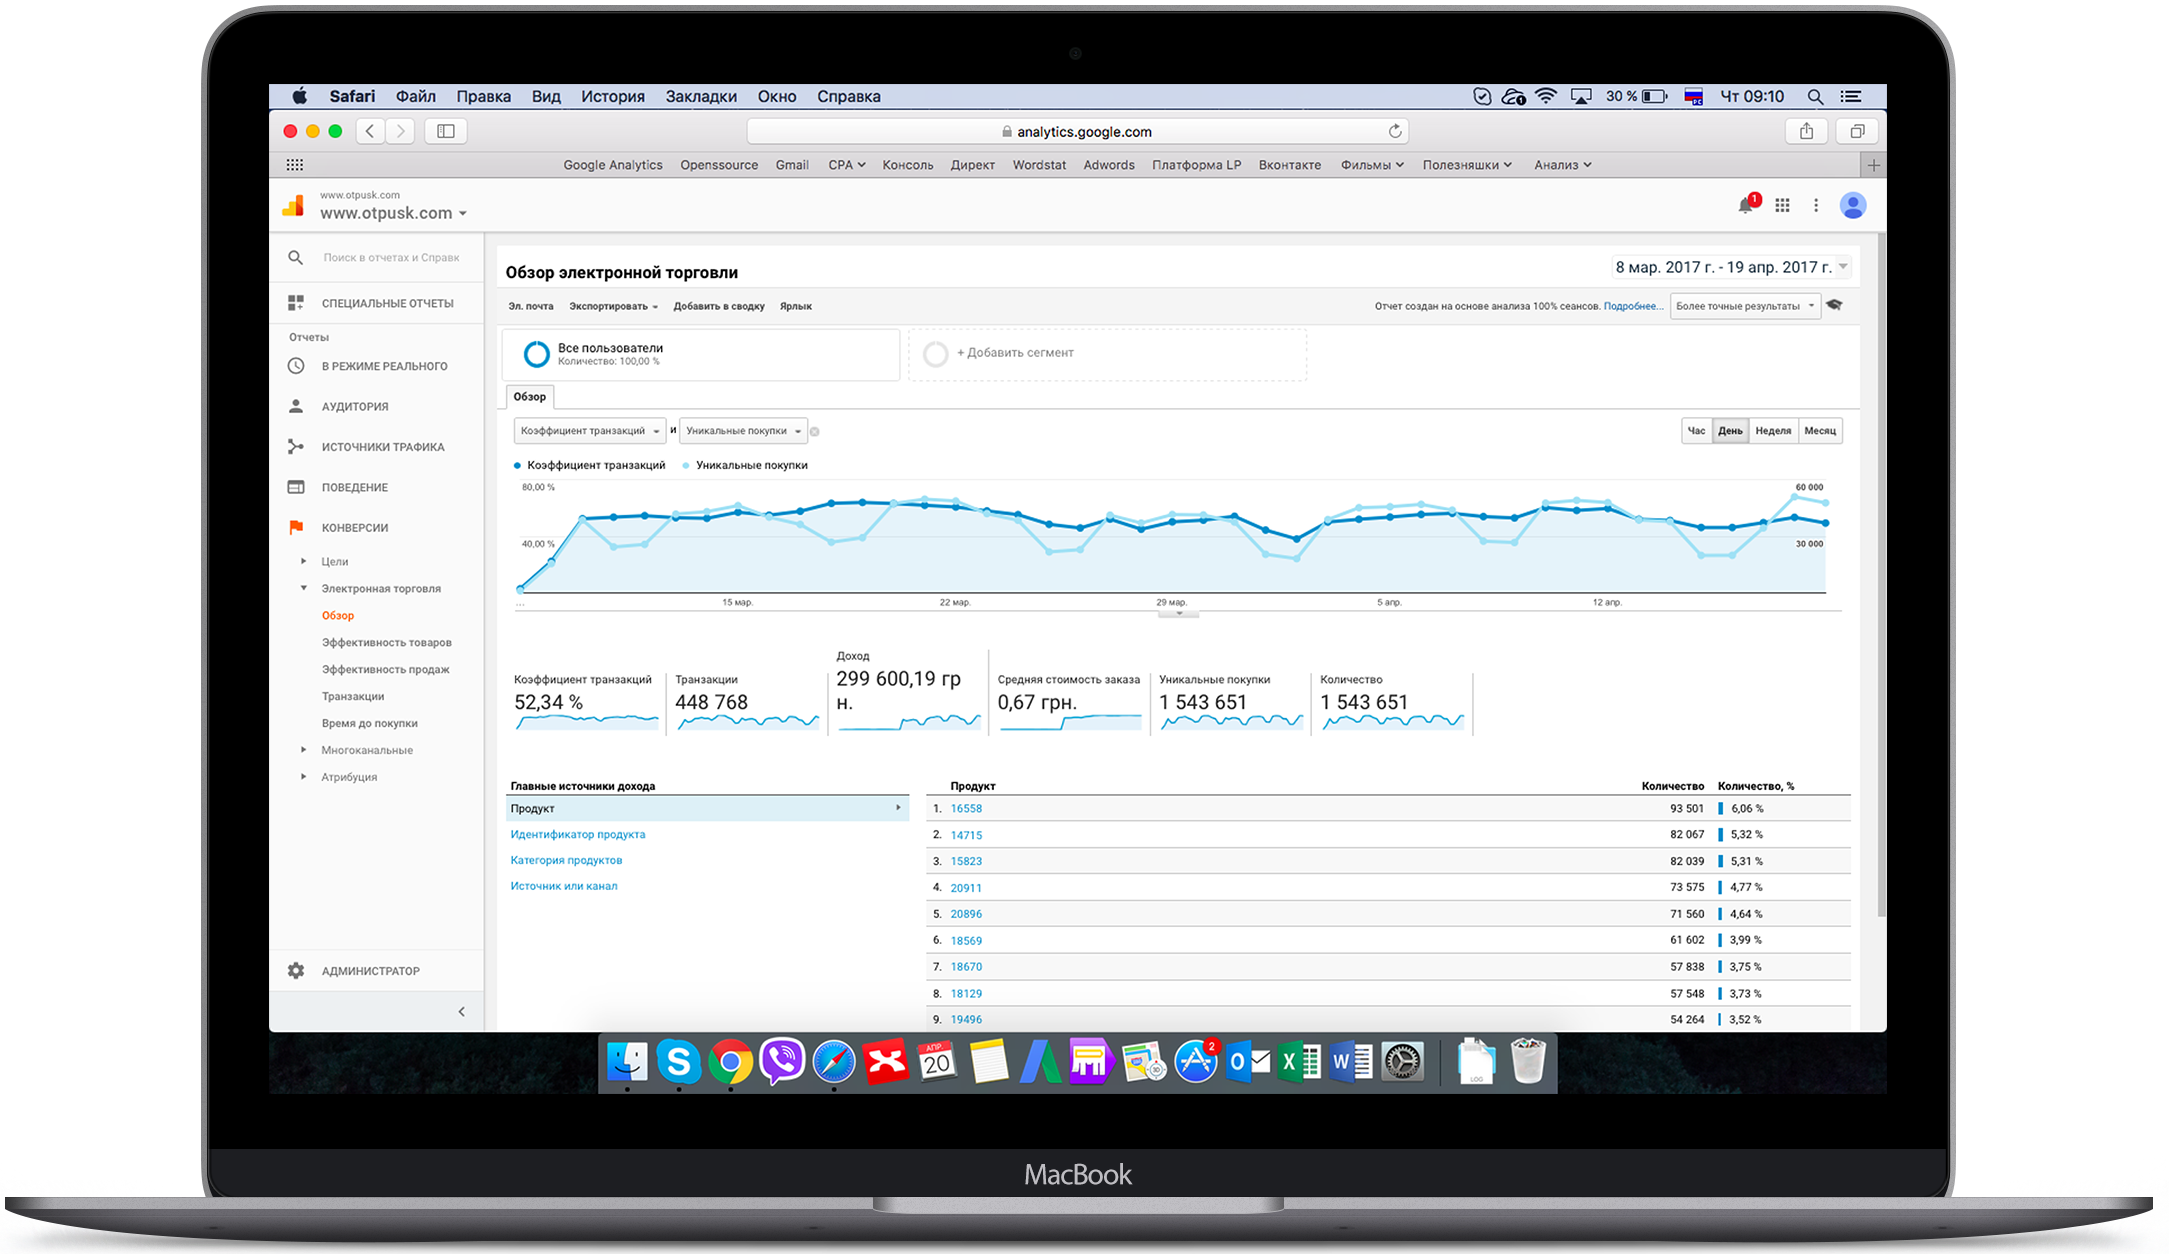 Safari Файл Правка Вид История Закладки Окно Справка 30 % Чт 09:10
analytics.google.com
Google Analytics Openssource Gmail CPA Консоль Директ Wordstat Adwords Платформа LP Вконтакте Фильмы Полезняшки Анализ
www.otpusk.com
www.otpusk.com
1
Поиск в отчетах и Справк
СПЕЦИАЛЬНЫЕ ОТЧЕТЫ
Отчеты
В РЕЖИМЕ РЕАЛЬНОГО
АУДИТОРИЯ
ИСТОЧНИКИ ТРАФИКА
ПОВЕДЕНИЕ
КОНВЕРСИИ
Цели
Электронная торговля
Обзор
Эффективность товаров
Эффективность продаж
Транзакции
Время до покупки
Многоканальные
Атрибуция
АДМИНИСТРАТОР
Обзор электронной торговли
8 мар. 2017 г. - 19 апр. 2017 г.
Эл. почта Экспортировать Добавить в сводку Ярлык
Отчет создан на основе анализа 100% сеансов. Подробнее... Более точные результаты
Все пользователи
Количество: 100,00 %
+ Добавить сегмент
Обзор
Коэффициент транзакций и Уникальные покупки
Час День Неделя Месяц
Коэффициент транзакций Уникальные покупки
80,00 % 60 000
40,00 % 30 000
... 15 мар. 22 мар. 29 мар. 5 апр. 12 апр.
Коэффициент транзакций
52,34 %
Транзакции
448 768
Доход
299 600,19 гр
н.
Средняя стоимость заказа
0,67 грн.
Уникальные покупки
1 543 651
Количество
1 543 651
Главные источники дохода
Продукт
Идентификатор продукта
Категория продуктов
Источник или канал
Продукт Количество Количество, %
1. 16558 93 501 6,06 %
2. 14715 82 067 5,32 %
3. 15823 82 039 5,31 %
4. 20911 73 575 4,77 %
5. 20896 71 560 4,64 %
6. 18569 61 602 3,99 %
7. 18670 57 838 3,75 %
8. 18129 57 548 3,73 %
9. 19496 54 264 3,52 %
АПР.
20
3D
2
LOG
MacBook